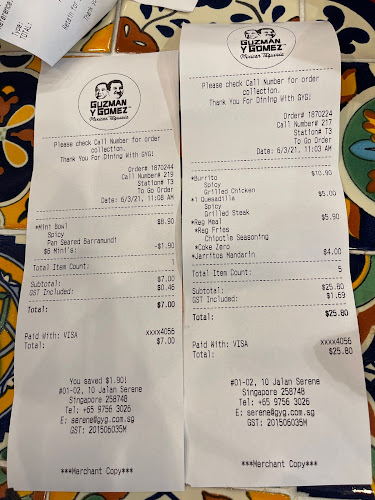 GUZMAN
Y GOMEZ
Mexican Taqueria
Please check Call Number for order
collection.
Thank You For Dining With GYG!
Order# 1870244
Call Number# 219
Station# T3
To Go Order
Date: 6/3/21, 11:08 AM
*Mini Bowl $8.90
Spicy
Pan Seared Barramundi
*$6 Mini's: -$1.90
Total Item Count: 1
Subtotal: $7.00
GST Included: $0.46
Total: $7.00
Paid With: VISA xxxx4056
Total: $7.00
You saved $1.90!
#01-02, 10 Jalan Serene
Singapore 258748
Tel: +65 9756 3026
E: serene@gyg.com.sg
GST: 201506035M
***Merchant Copy***
GUZMAN
Y GOMEZ
Mexican Taqueria
Please check Call Number for order
collection.
Thank You For Dining With GYG!
Order# 1870224
Call Number# 217
Station# T3
To Go Order
Date: 6/3/21, 11:03 AM
*Burrito $10.90
Spicy
Grilled Chicken
*1 Quesadilla $5.00
Spicy
Grilled Steak
*Reg Meal $5.90
*Reg Fries
Chipotle Seasoning
*Coke Zero
*Jarritos Mandarin $4.00
Total Item Count: 5
Subtotal: $25.80
GST Included: $1.69
Total: $25.80
Paid With: VISA xxxx4056
Total: $25.80
#01-02, 10 Jalan Serene
Singapore 258748
Tel: +65 9756 3026
E: serene@gyg.com.sg
GST: 201506035M
***Merchant Copy***